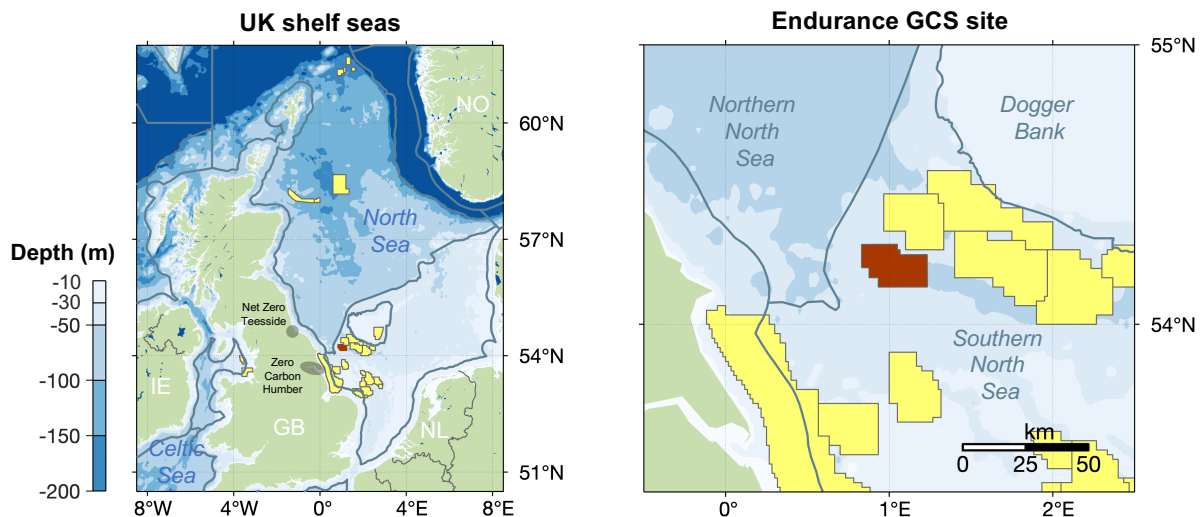 UK shelf seas
Endurance GCS site
Depth (m)
-10
-30
-50
-100
-150
-200
NO
North
Sea
Net Zero
Teesside
Zero
Carbon
Humber
IE
GB
NL
Celtic
Sea
60°N
57°N
54°N
51°N
8°W
4°W
0°
4°E
8°E
Northern
North
Sea
Dogger
Bank
Southern
North
Sea
km
0
25
50
55°N
54°N
0°
1°E
2°E